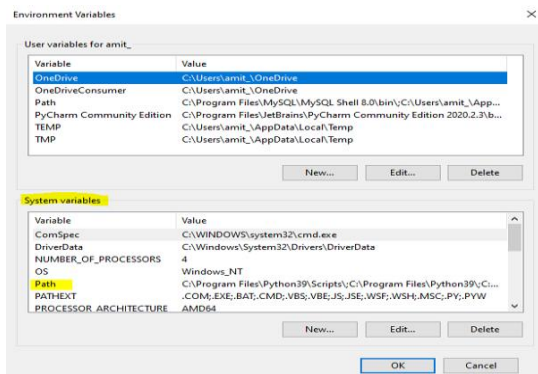 Environment Variables
User variables for amit_
Variable Value
OneDrive C:\Users\amit_\OneDrive
OneDriveConsumer C:\Users\amit_\OneDrive
Path C:\Program Files\MySQL\MySQL Shell 8.0\bin\;C:\Users\amit_\App...
PyCharm Community Edition C:\Program Files\JetBrains\PyCharm Community Edition 2020.2.3\b...
TEMP C:\Users\amit_\AppData\Local\Temp
TMP C:\Users\amit_\AppData\Local\Temp
New... Edit... Delete
System variables
Variable Value
ComSpec C:\WINDOWS\system32\cmd.exe
DriverData C:\Windows\System32\Drivers\DriverData
NUMBER_OF_PROCESSORS 4
OS Windows_NT
Path C:\Program Files\Python39\Scripts\;C:\Program Files\Python39\;C:...
PATHEXT .COM;.EXE;.BAT;.CMD;.VBS;.VBE;.JS;.JSE;.WSF;.WSH;.MSC;.PY;.PYW
PROCESSOR_ARCHITECTURE AMD64
New... Edit... Delete
OK Cancel